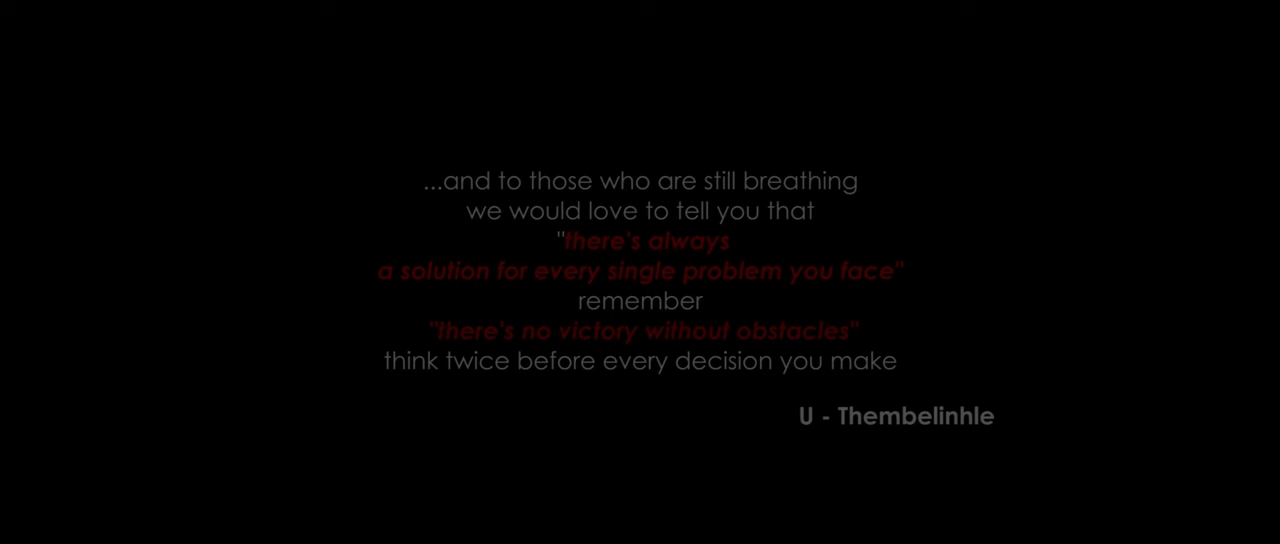 ...and to those who are still breathing
we would love to tell you that
"there's always
a solution for every single problem you face"
remember
"there's no victory without obstacles"
think twice before every decision you make
U - Thembelinhle